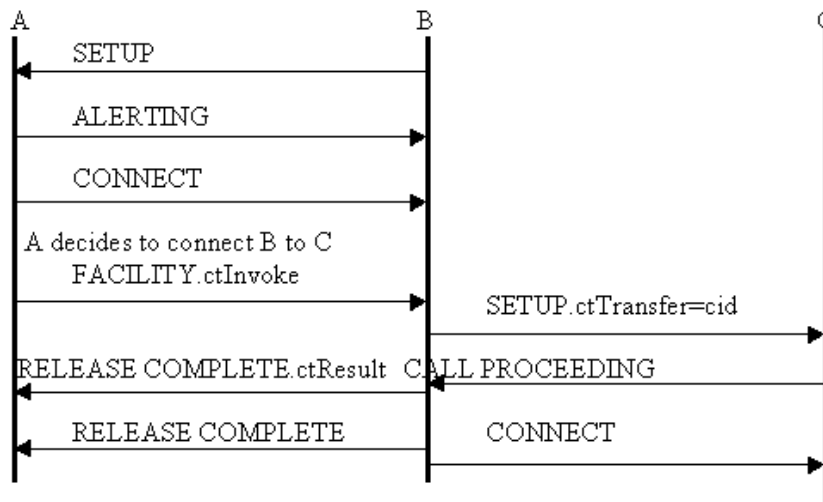 A B
SETUP
ALERTING
CONNECT
A decides to connect B to C
FACILITY.ctInvoke
SETUP.ctTransfer=cid
RELEASE COMPLETE.ctResult CALL PROCEEDING
RELEASE COMPLETE CONNECT